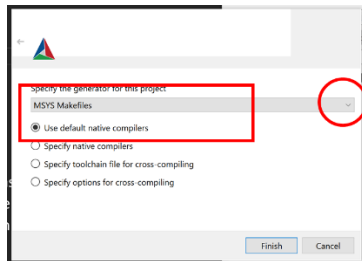 Specify the generator for this project
MSYS Makefiles
Use default native compilers
Specify native compilers
Specify toolchain file for cross-compiling
Specify options for cross-compiling
Finish Cancel